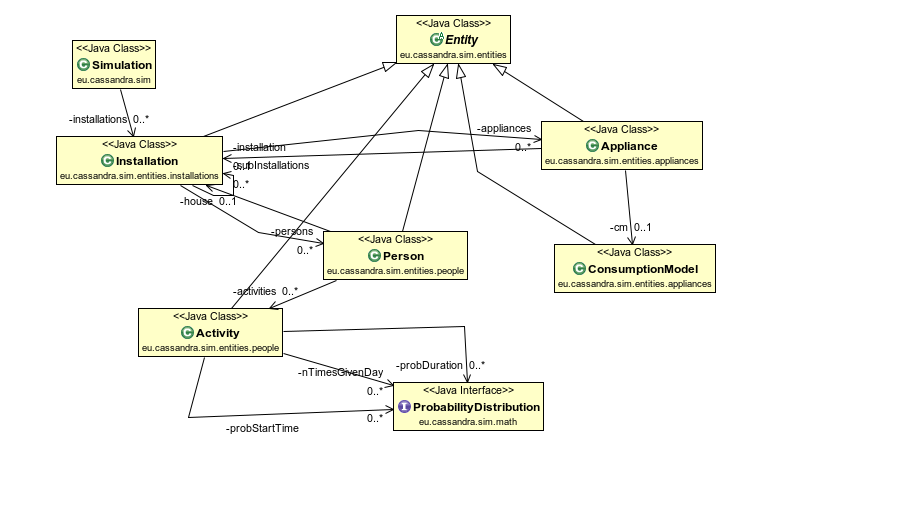 <<Java Class>>
Entity
eu.cassandra.sim.entities
<<Java Class>>
Simulation
eu.cassandra.sim
-installations 0..*
<<Java Class>>
Installation
eu.cassandra.sim.entities.installations
-installation
-subInstallations
0..*
-appliances
0..*
<<Java Class>>
Appliance
eu.cassandra.sim.entities.appliances
-house 0..1
-persons
0..*
-cm 0..1
<<Java Class>>
Person
eu.cassandra.sim.entities.people
<<Java Class>>
ConsumptionModel
eu.cassandra.sim.entities.appliances
-activities 0..*
<<Java Class>>
Activity
eu.cassandra.sim.entities.people
-nTimesGivenDay
0..*
-probDuration 0..*
<<Java Interface>>
ProbabilityDistribution
eu.cassandra.sim.math
-probStartTime
0..*